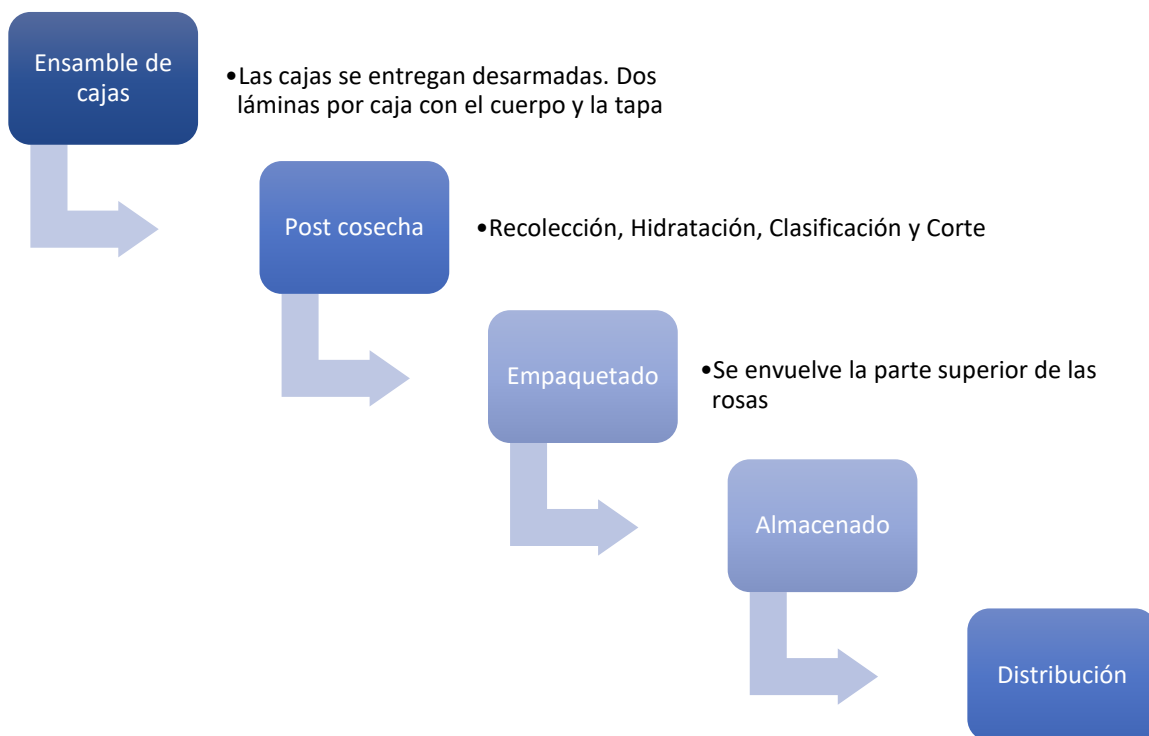 Ensamble de
cajas
•Las cajas se entregan desarmadas. Dos
láminas por caja con el cuerpo y la tapa
Post cosecha
•Recolección, Hidratación, Clasificación y Corte
Empaquetado
•Se envuelve la parte superior de las
rosas
Almacenado
Distribución